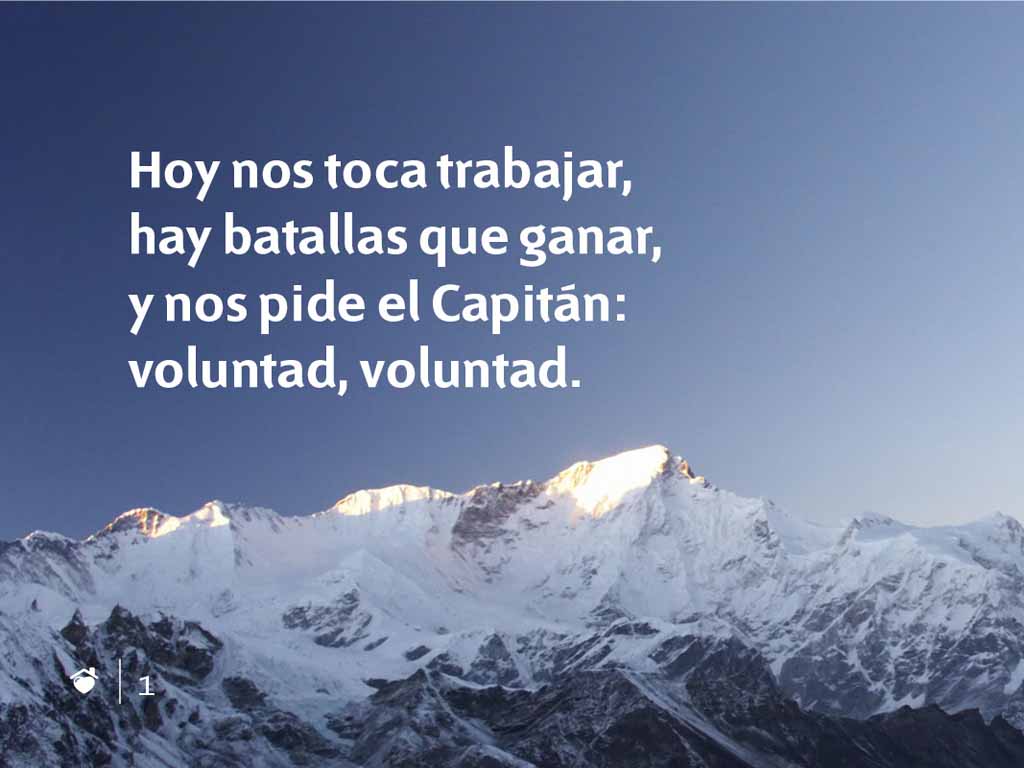 Hoy nos toca trabajar,
hay batallas que ganar,
y nos pide el Capitán:
voluntad, voluntad.
1